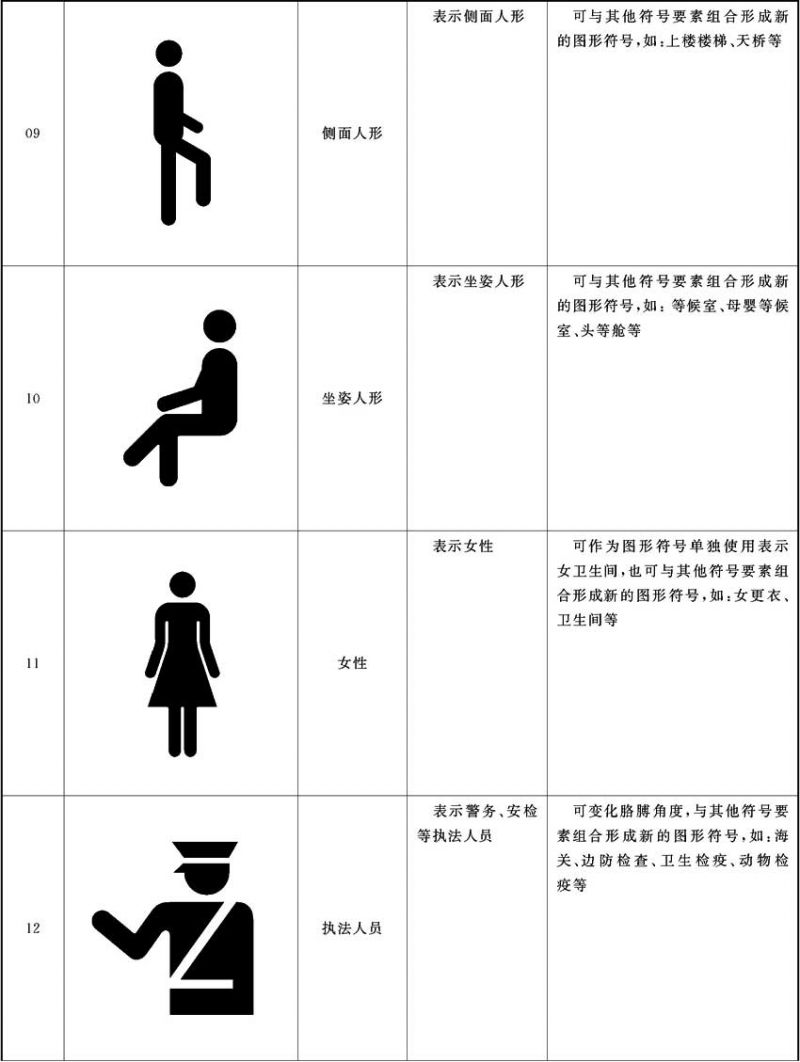 09
侧面人形
表示侧面人形
可与其他符号要素组合形成新
的图形符号,如:上楼楼梯、天桥等
10
坐姿人形
表示坐姿人形
可与其他符号要素组合形成新
的图形符号,如: 等候室、母婴等候
室、头等舱等
11
女性
表示女性
可作为图形符号单独使用表示
女卫生间,也可与其他符号要素组
合形成新的图形符号,如:女更衣、
卫生间等
12
执法人员
表示警务、安检
等执法人员
可变化胳膊角度,与其他符号要
素组合形成新的图形符号,如:海
关、边防检查、卫生检疫、动物检
疫等